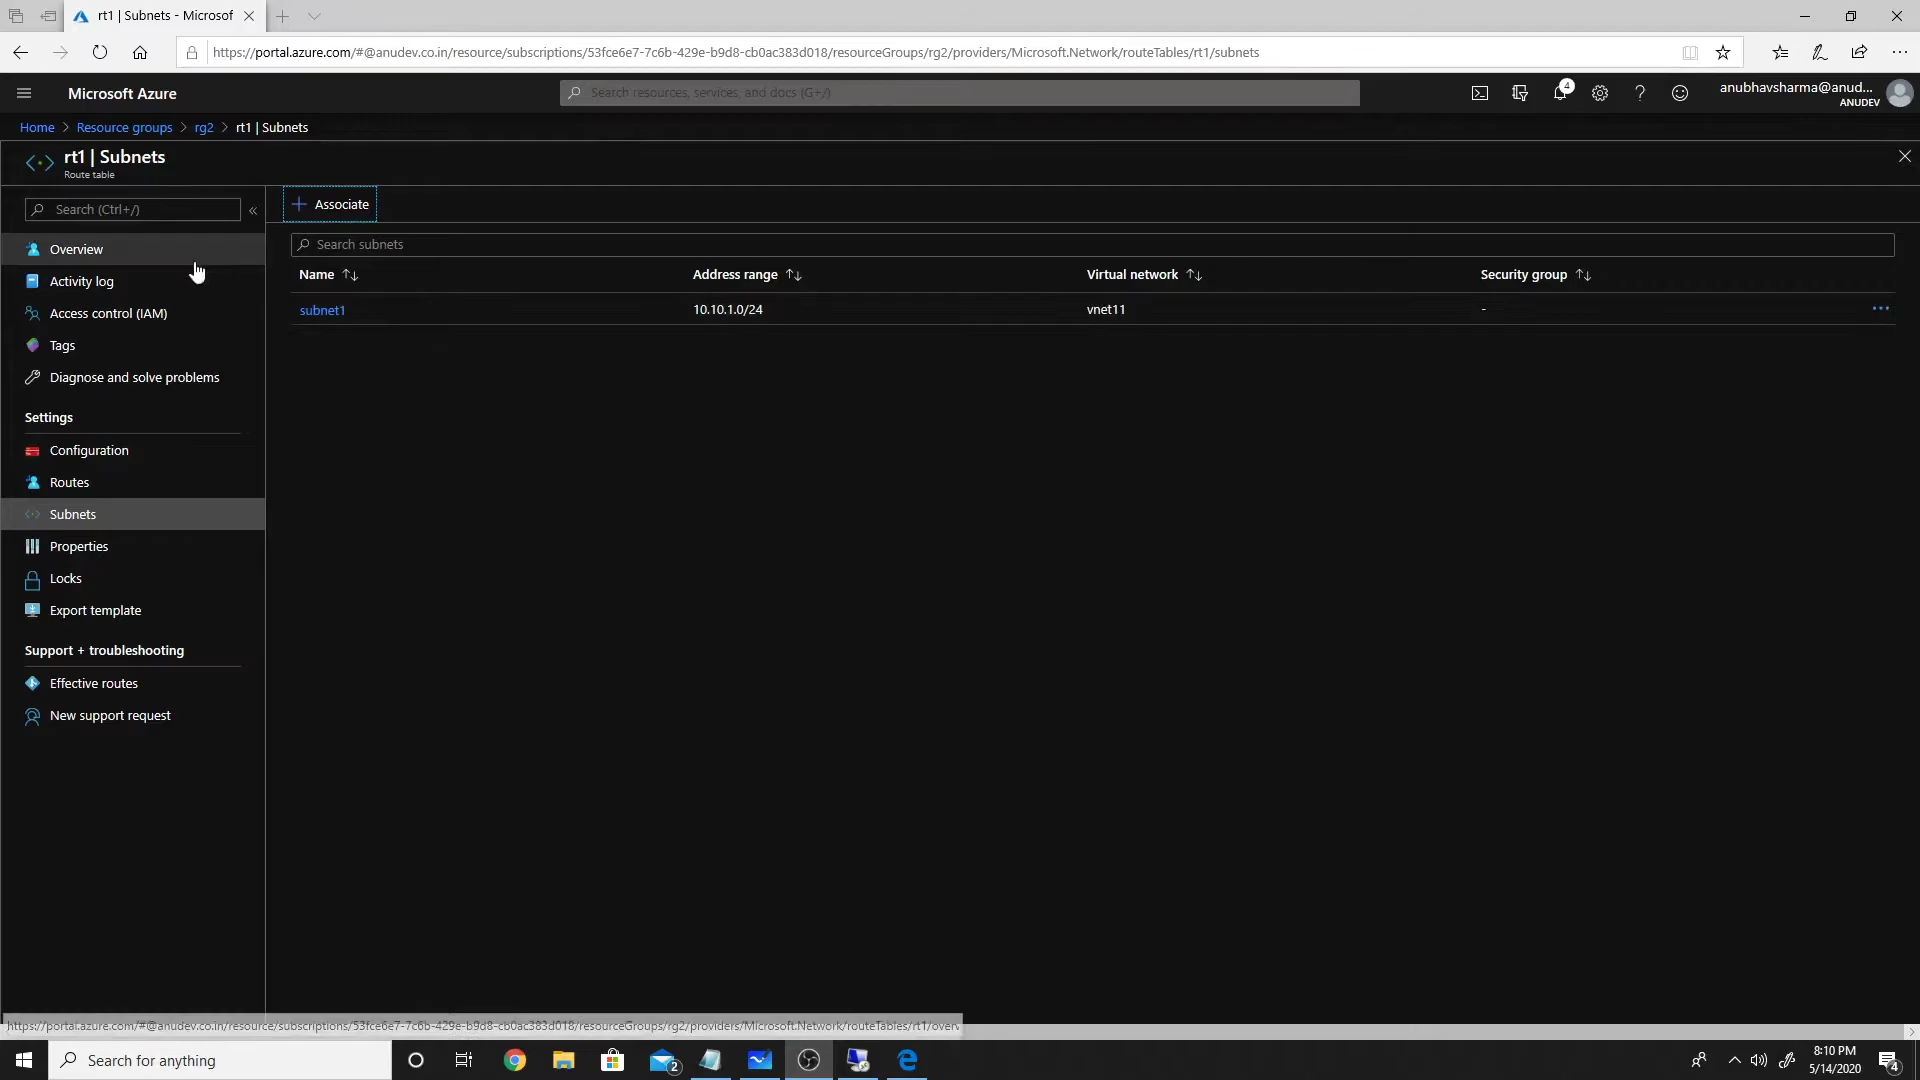 rt1 | Subnets - Microsof
https://portal.azure.com/#@anudev.co.in/resource/subscriptions/53fce6e7-7c6b-429e-b9d8-cb0ac383d018/resourceGroups/rg2/providers/Microsoft.Network/routeTables/rt1/subnets
Microsoft Azure
Search resources, services, and docs (G+/)
4
anubhavsharma@anud...
ANUDEV
Home > Resource groups > rg2 > rt1 | Subnets
rt1 | Subnets
Route table
Search (Ctrl+/)
Overview
Activity log
Access control (IAM)
Tags
Diagnose and solve problems
Settings
Configuration
Routes
Subnets
Properties
Locks
Export template
Support + troubleshooting
Effective routes
New support request
Associate
Search subnets
Name Address range Virtual network Security group
subnet1 10.10.1.0/24 vnet11 -
https://portal.azure.com/#@anudev.co.in/resource/subscriptions/53fce6e7-7c6b-429e-b9d8-cb0ac383d018/resourceGroups/rg2/providers/Microsoft.Network/routeTables/rt1/over
Search for anything
2
8:10 PM
5/14/2020
4